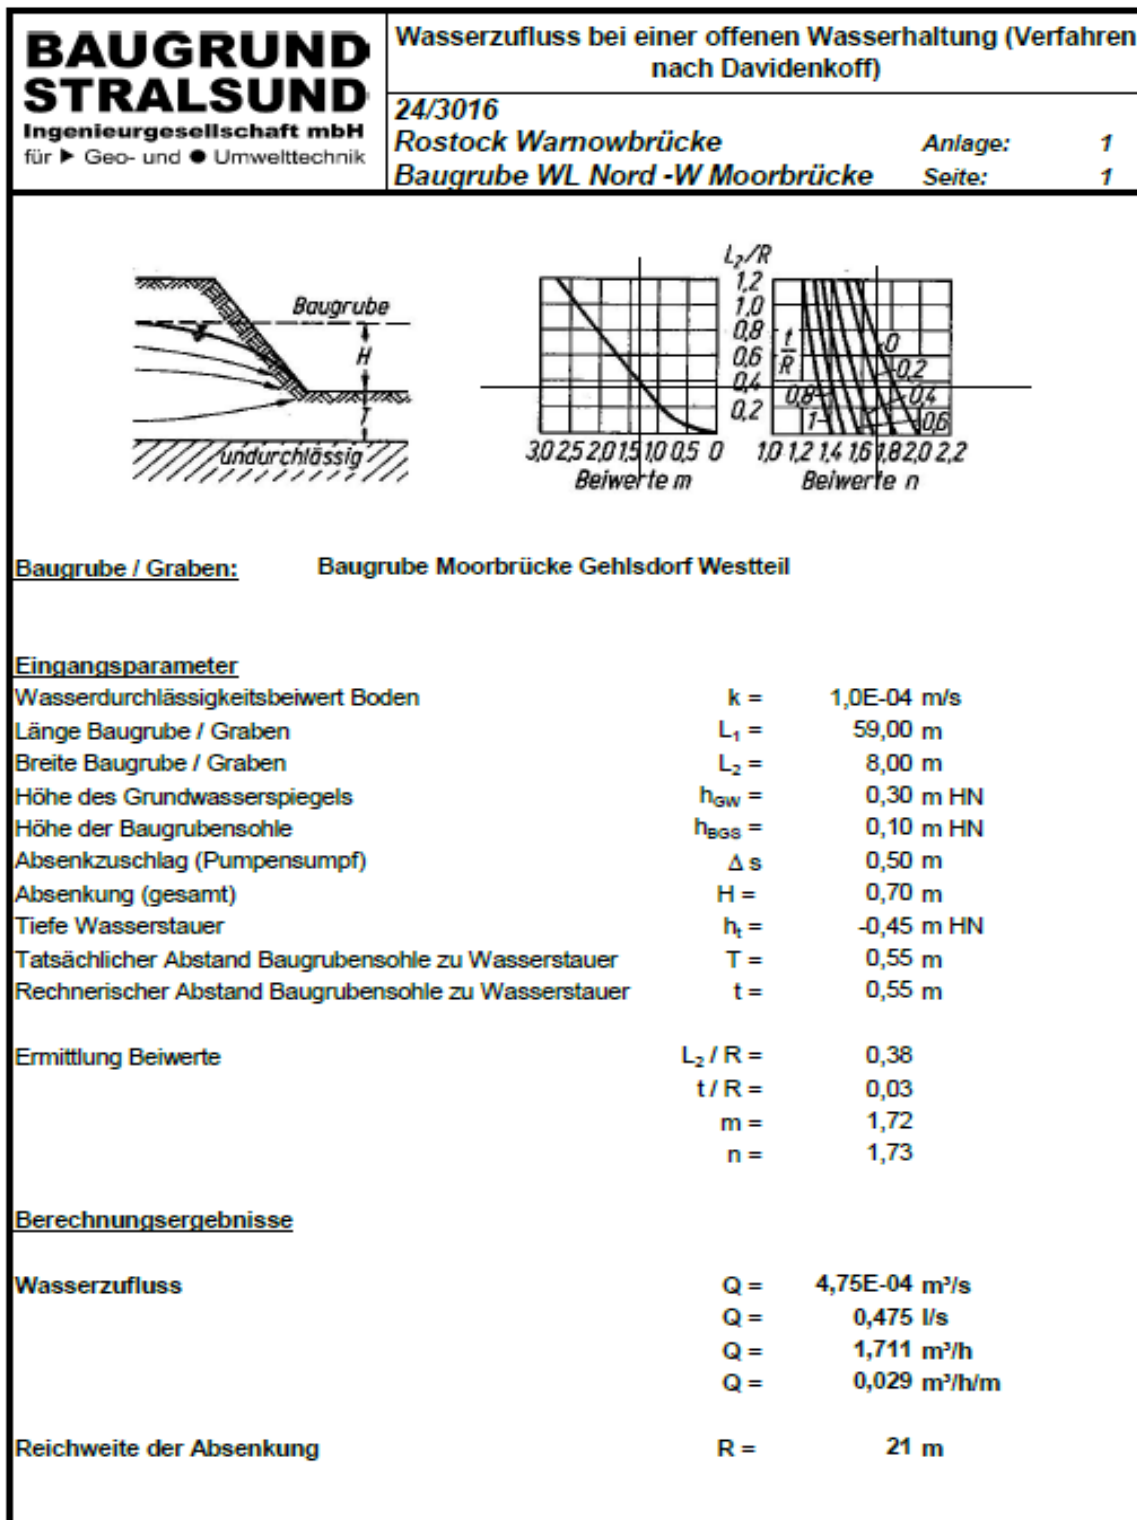 BAUGRUND
STRALSUND
Ingenieurgesellschaft mbH
für ▶ Geo- und ● Umwelttechnik
Wasserzufluss bei einer offenen Wasserhaltung (Verfahren
nach Davidenkoff)
24/3016
Rostock Warnowbrücke Anlage: 1
Baugrube WL Nord -W Moorbrücke Seite: 1
Baugrube
H
T
undurchlässig
L₂/R
1,2
1,0
0,8
0,6
0,4
0,2
3,0 2,5 2,0 1,5 1,0 0,5 0
Beiwerte m
t/R
0
0,2
0,4
0,6
0,8
1
1,0 1,2 1,4 1,6 1,8 2,0 2,2
Beiwerte n
Baugrube / Graben: Baugrube Moorbrücke Gehlsdorf Westteil
Eingangsparameter
Wasserdurchlässigkeitsbeiwert Boden k = 1,0E-04 m/s
Länge Baugrube / Graben L₁ = 59,00 m
Breite Baugrube / Graben L₂ = 8,00 m
Höhe des Grundwasserspiegels hGW = 0,30 m HN
Höhe der Baugrubensohle hBGS = 0,10 m HN
Absenkzuschlag (Pumpensumpf) Δ s 0,50 m
Absenkung (gesamt) H = 0,70 m
Tiefe Wasserstauer ht = -0,45 m HN
Tatsächlicher Abstand Baugrubensohle zu Wasserstauer T = 0,55 m
Rechnerischer Abstand Baugrubensohle zu Wasserstauer t = 0,55 m
Ermittlung Beiwerte L₂ / R = 0,38
t / R = 0,03
m = 1,72
n = 1,73
Berechnungsergebnisse
Wasserzufluss Q = 4,75E-04 m³/s
Q = 0,475 l/s
Q = 1,711 m³/h
Q = 0,029 m³/h/m
Reichweite der Absenkung R = 21 m